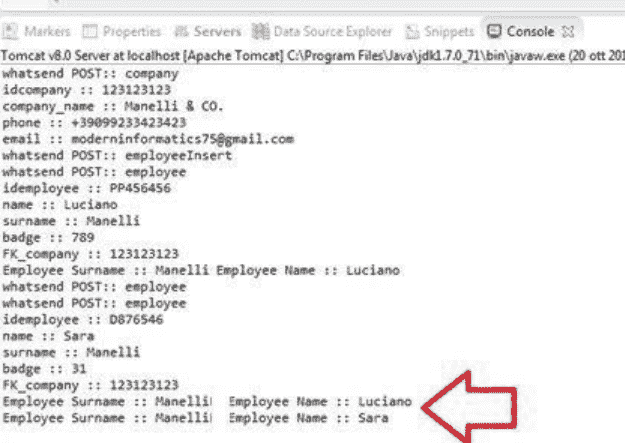 Markers Properties Servers Data Source Explorer Snippets Console
Tomcat v8.0 Server at localhost [Apache Tomcat] C:\Program Files\Java\jdk1.7.0_71\bin\javaw.exe (20 ott 201
whatsend POST:: company
idcompany :: 123123123
company_name :: Manelli & CO.
phone :: +39099233423423
email :: moderninformatics75@gmail.com
whatsend POST:: employeeInsert
whatsend POST:: employee
idemployee :: PP456456
name :: Luciano
surname :: Manelli
badge :: 789
FK_company :: 123123123
Employee Surname :: Manelli Employee Name :: Luciano
whatsend POST:: employee
whatsend POST:: employee
idemployee :: D876546
name :: Sara
surname :: Manelli
badge :: 31
FK_company :: 123123123
Employee Surname :: Manelli| Employee Name :: Luciano
Employee Surname :: Manelli| Employee Name :: Sara